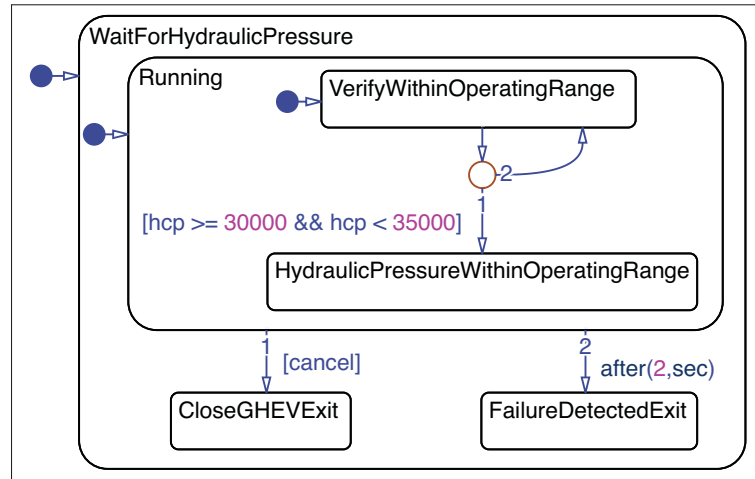 WaitForHydraulicPressure
Running
VerifyWithinOperatingRange
2
1
[hcp >= 30000 && hcp < 35000]
HydraulicPressureWithinOperatingRange
1
[cancel]
2
after(2,sec)
CloseGHEVExit
FailureDetectedExit